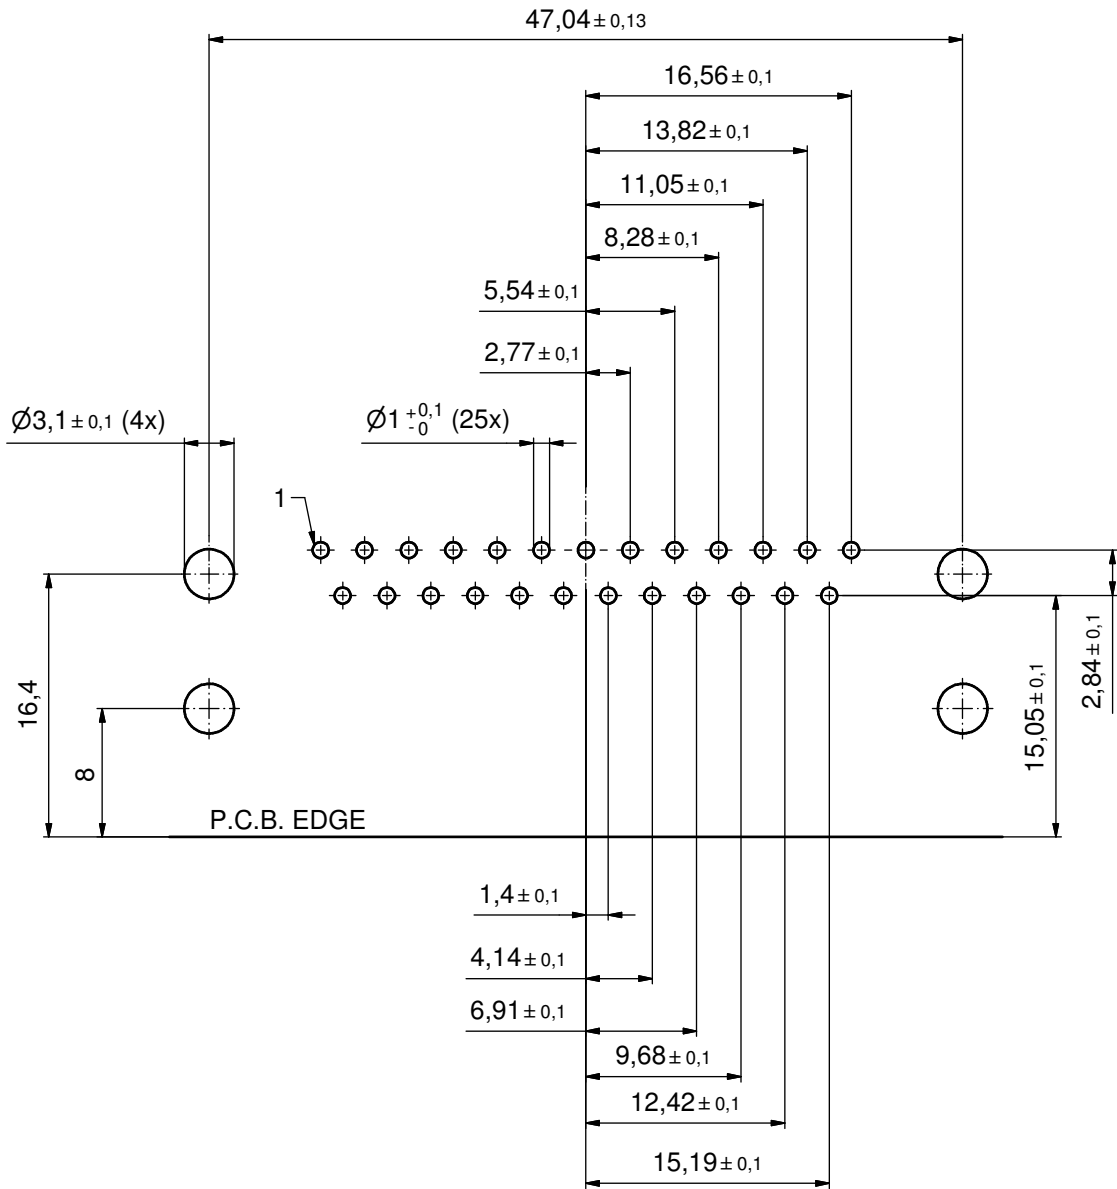 47,04 ± 0,13
16,56 ± 0,1
13,82 ± 0,1
11,05 ± 0,1
8,28 ± 0,1
5,54 ± 0,1
2,77 ± 0,1
Ø3,1 ± 0,1 (4x)
Ø1 +0,1 -0 (25x)
1
16,4
8
2,84 ± 0,1
15,05 ± 0,1
P.C.B. EDGE
1,4 ± 0,1
4,14 ± 0,1
6,91 ± 0,1
9,68 ± 0,1
12,42 ± 0,1
15,19 ± 0,1